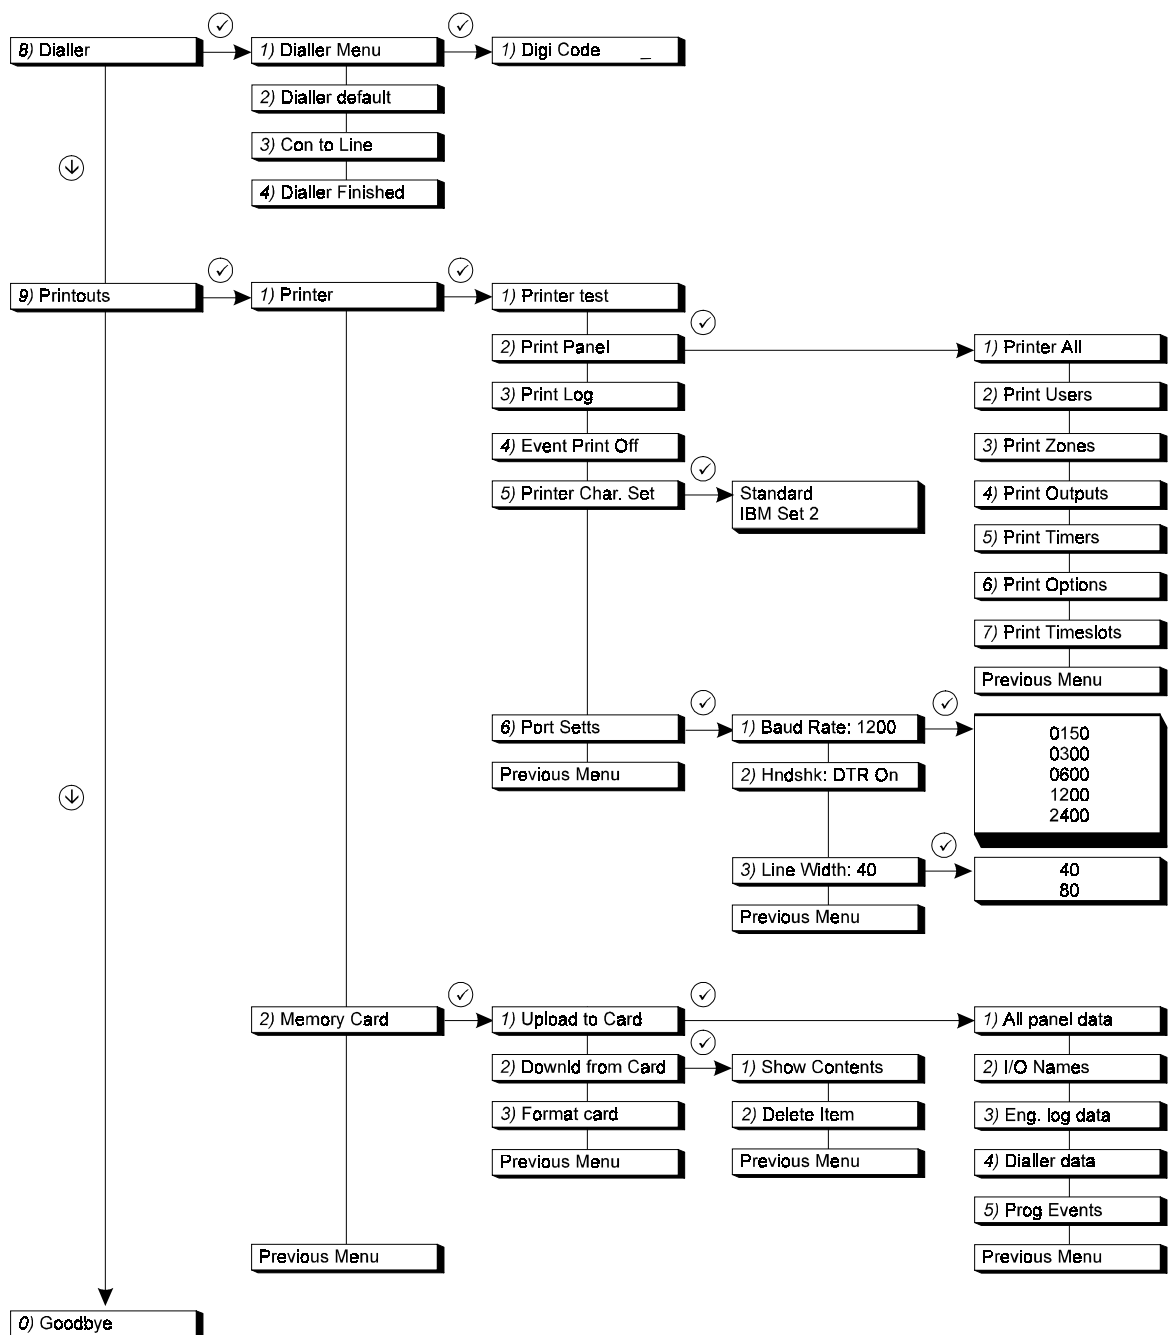 8) Dialler
1) Dialler Menu
1) Digi Code _
2) Dialler default
3) Con to Line
4) Dialler Finished
9) Printouts
1) Printer
1) Printer test
2) Print Panel
1) Printer All
3) Print Log
2) Print Users
4) Event Print Off
3) Print Zones
5) Printer Char. Set
Standard
IBM Set 2
4) Print Outputs
5) Print Timers
6) Print Options
7) Print Timeslots
Previous Menu
6) Port Setts
1) Baud Rate: 1200
0150
0300
0600
1200
2400
Previous Menu
2) Hndshk: DTR On
3) Line Width: 40
40
80
Previous Menu
2) Memory Card
1) Upload to Card
1) All panel data
2) Downld from Card
1) Show Contents
2) I/O Names
3) Format card
2) Delete Item
3) Eng. log data
Previous Menu
Previous Menu
4) Dialler data
5) Prog Events
Previous Menu
Previous Menu
0) Goodbye